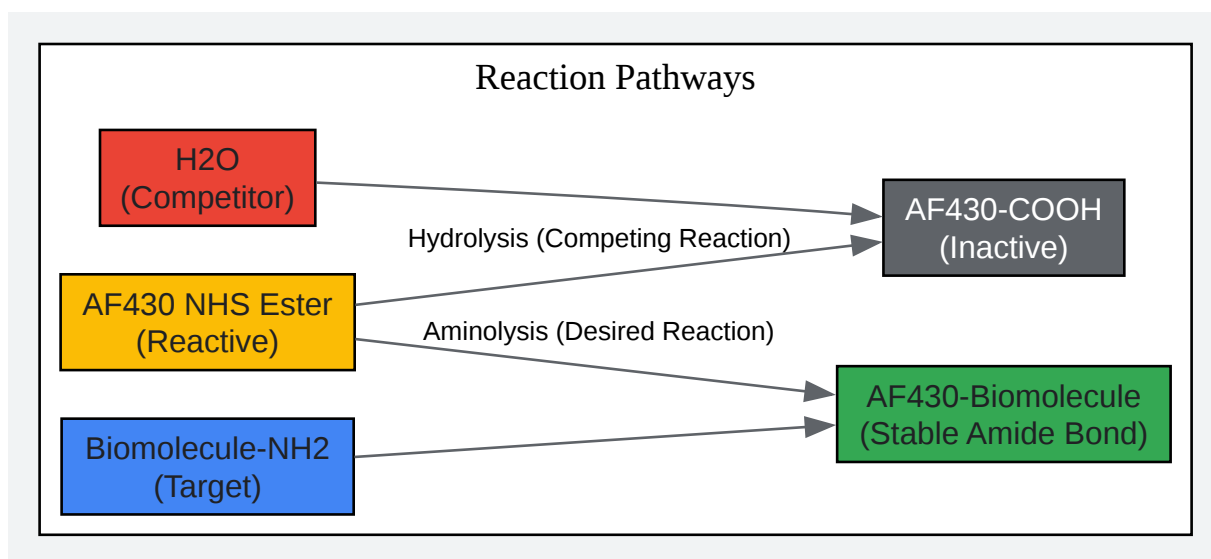 Reaction Pathways
H2O
(Competitor)
AF430-COOH
(Inactive)
Hydrolysis (Competing Reaction)
AF430 NHS Ester
(Reactive)
Aminolysis (Desired Reaction)
AF430-Biomolecule
(Stable Amide Bond)
Biomolecule-NH2
(Target)